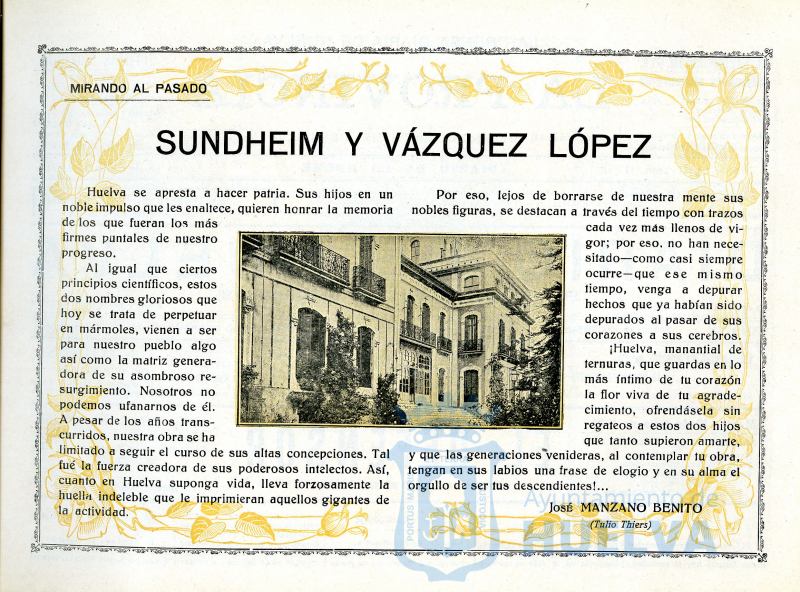 MIRANDO AL PASADO
SUNDHEIM Y VÁZQUEZ LÓPEZ
Huelva se apresta a hacer patria. Sus hijos en un
noble impulso que les enaltece, quieren honrar la memoria
de los que fueran los más
firmes puntales de nuestro
progreso.
Al igual que ciertos
principios científicos, estos
dos nombres gloriosos que
hoy se trata de perpetuar
en mármoles, vienen a ser
para nuestro pueblo algo
así como la matriz genera-
dora de su asombroso re-
surgimiento. Nosotros no
podemos ufanarnos de él.
A pesar de los años trans-
curridos, nuestra obra se ha
limitado a seguir el curso de sus altas concepciones. Tal
fué la fuerza creadora de sus poderosos intelectos. Así,
cuanto en Huelva suponga vida, lleva forzosamente la
huella indeleble que le imprimieran aquellos gigantes de
la actividad.
Por eso, lejos de borrarse de nuestra mente sus
nobles figuras, se destacan a través del tiempo con trazos
cada vez más llenos de vi-
gor; por eso, no han nece-
sitado—como casi siempre
ocurre—que ese mismo
tiempo, venga a depurar
hechos que ya habían sido
depurados al pasar de sus
corazones a sus cerebros.
¡Huelva, manantial de
ternuras, que guardas en lo
más íntimo de tu corazón
la flor viva de tu agrade-
cimiento, ofrendásela sin
regateos a estos dos hijos
que tanto supieron amarte,
y que las generaciones venideras, al contemplar tu obra,
tengan en sus labios una frase de elogio y en su alma el
orgullo de ser tus descendientes!...
José MANZANO BENITO
(Tulio Thiers)
Ayuntamiento de
HUELVA
PORTUS MA
CUSTODIA